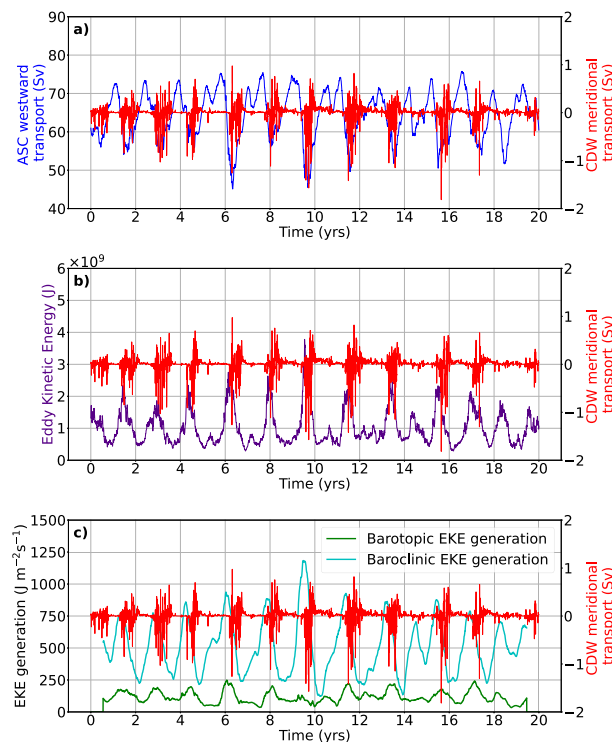 a)
90
80
70
60
50
40
ASC westward
transport (Sv)
2
1
0
−1
−2
CDW meridional
transport (Sv)
0 2 4 6 8 10 12 14 16 18 20
Time (yrs)
×10⁹
b)
6
5
4
3
2
1
0
Eddy Kinetic Energy (J)
2
1
0
−1
−2
CDW meridional
transport (Sv)
0 2 4 6 8 10 12 14 16 18 20
Time (yrs)
c)
1500
1250
1000
750
500
250
0
EKE generation (J m⁻²s⁻¹)
Barotopic EKE generation
Baroclinic EKE generation
2
1
0
−1
−2
CDW meridional
transport (Sv)
0 2 4 6 8 10 12 14 16 18 20
Time (yrs)